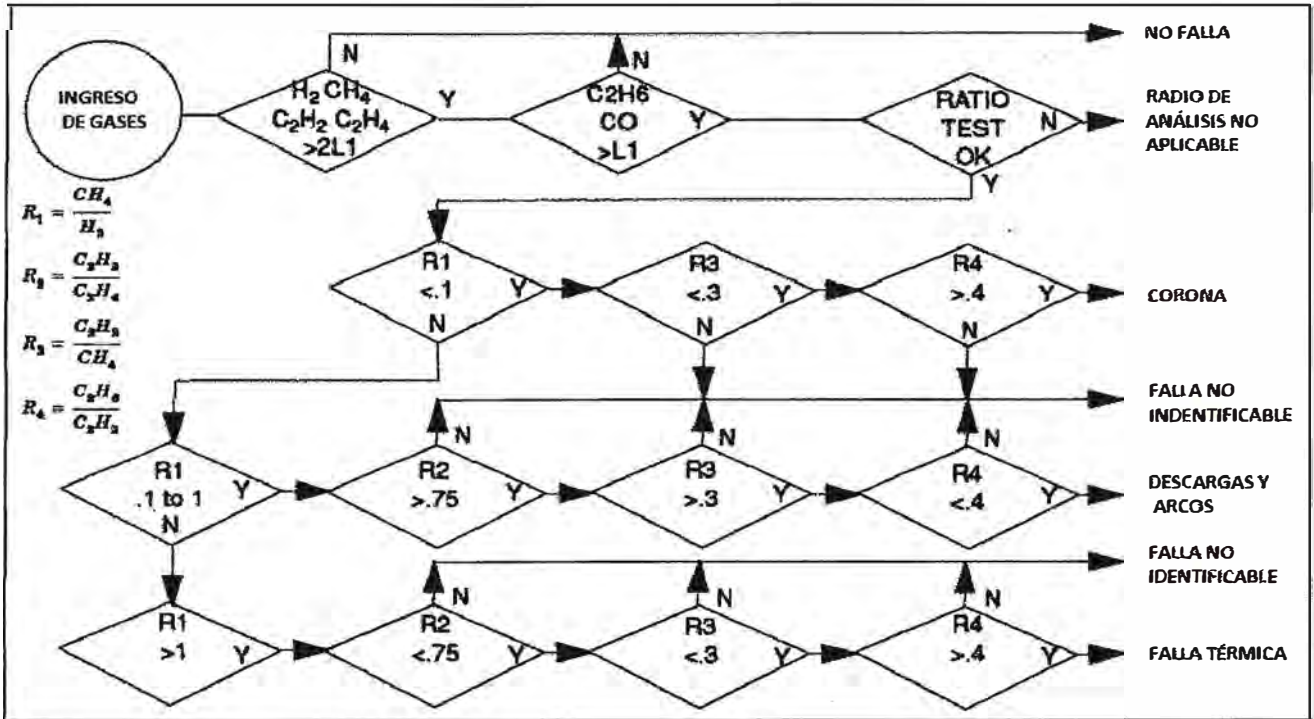 INGRESO
DE GASES
N
H₂ CH₄
C₂H₂ C₂H₄
>2L1
Y
N
C2H6
CO
>L1
Y
RATIO
TEST
OK
N
Y
NO FALLA
RADIO DE
ANÁLISIS NO
APLICABLE
R₁ = CH₄ / H₂
R₂ = C₂H₂ / C₂H₄
R₃ = C₂H₂ / CH₄
R₄ = C₂H₆ / C₂H₂
R1
<.1
Y
N
R3
<.3
Y
N
R4
>.4
Y
N
CORONA
FALLA NO
INDENTIFICABLE
R1
.1 to 1
Y
N
N
R2
>.75
Y
N
R3
>.3
Y
N
R4
<.4
Y
DESCARGAS Y
ARCOS
FALLA NO
IDENTIFICABLE
R1
>1
Y
N
R2
<.75
Y
N
R3
<.3
Y
N
R4
>.4
Y
FALLA TÉRMICA